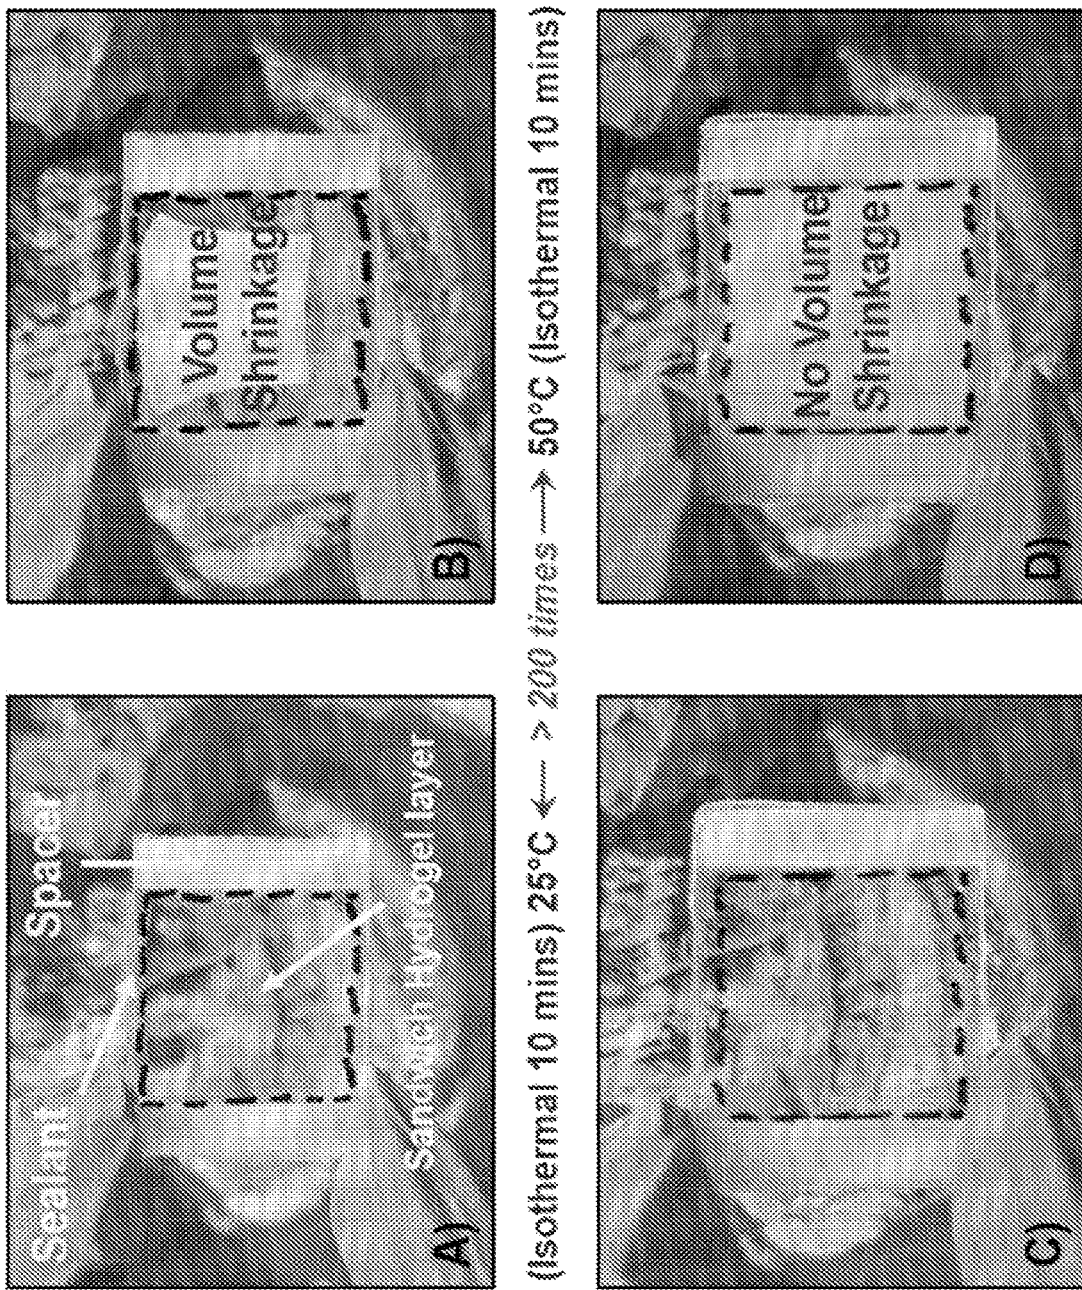 Sealant
Spacer
Sandwich Hydrogel layer
A)
Volume
Shrinkage
B)
(Isothermal 10 mins) 25°C <--- > 200 times ---> 50°C (Isothermal 10 mins)
C)
No Volume
Shrinkage
D)